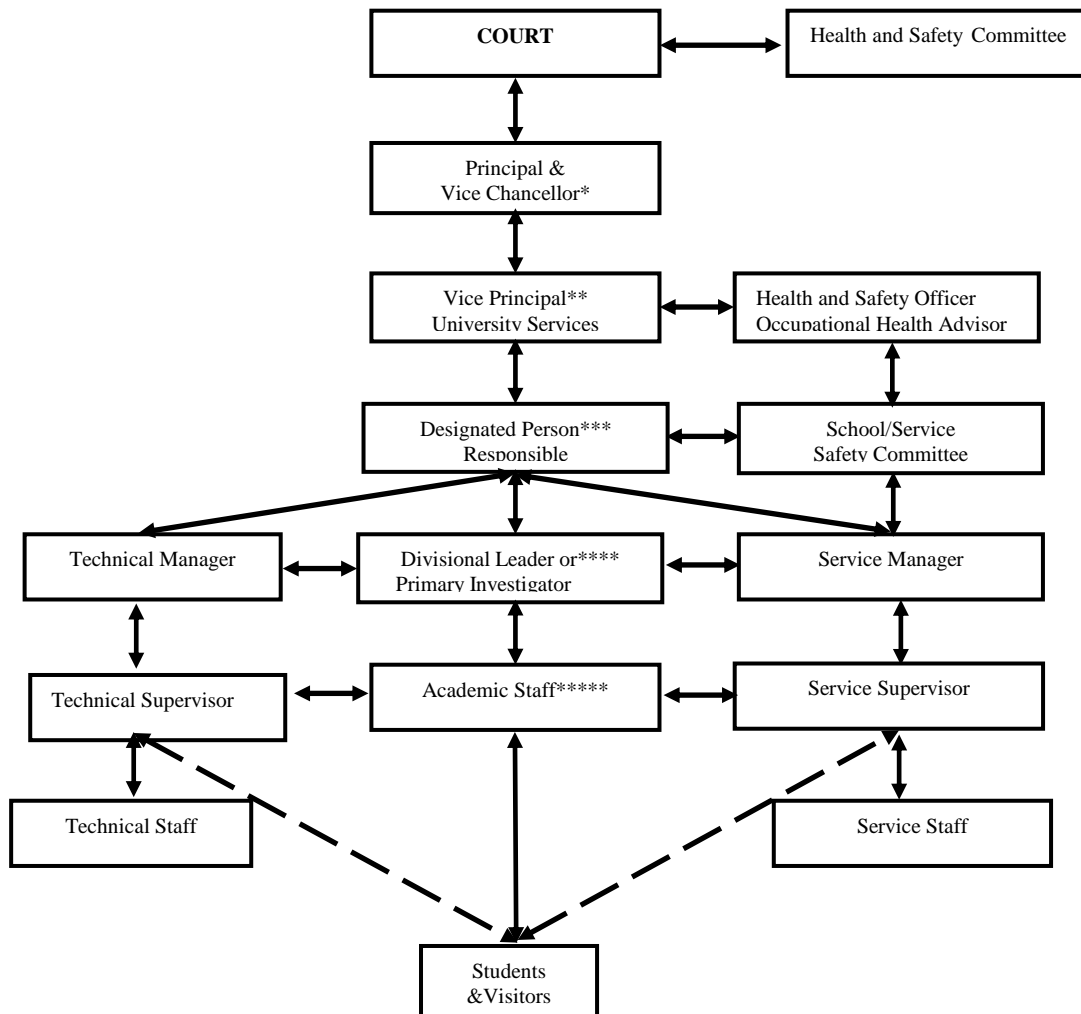 COURT
Health and Safety Committee
Principal &
Vice Chancellor*
Vice Principal**
University Services
Health and Safety Officer
Occupational Health Advisor
Designated Person***
Responsible
School/Service
Safety Committee
Technical Manager
Divisional Leader or****
Primary Investigator
Service Manager
Technical Supervisor
Academic Staff*****
Service Supervisor
Technical Staff
Service Staff
Students
&Visitors